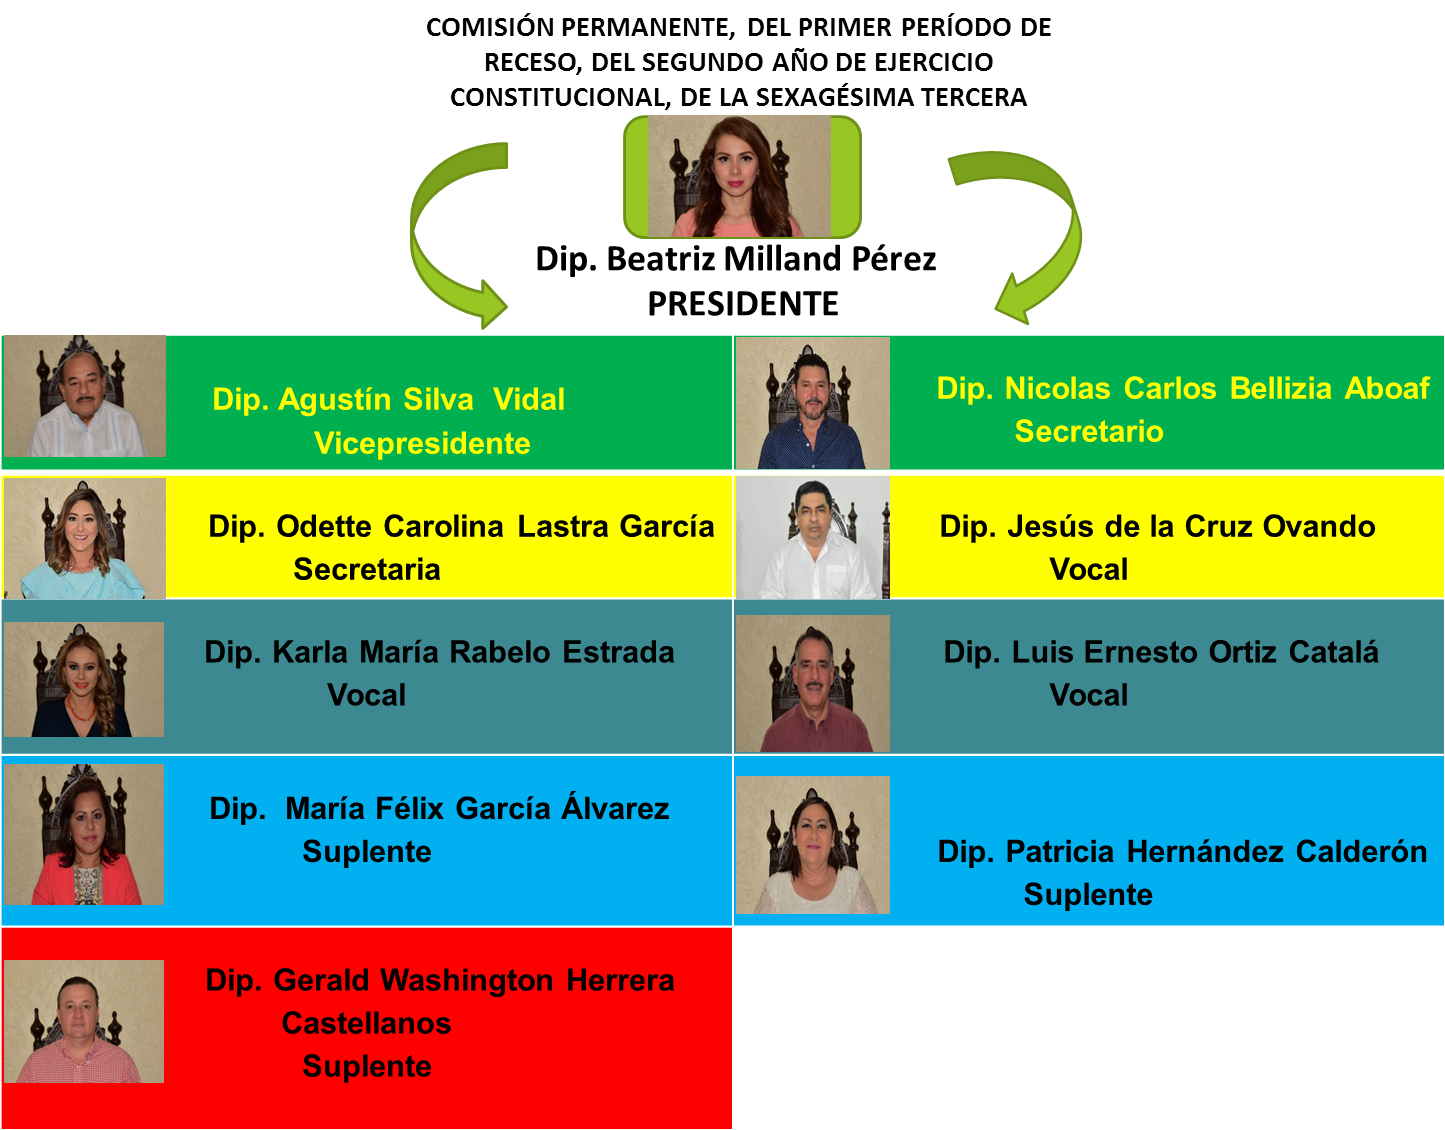 COMISIÓN PERMANENTE, DEL PRIMER PERÍODO DE
RECESO, DEL SEGUNDO AÑO DE EJERCICIO
CONSTITUCIONAL, DE LA SEXAGÉSIMA TERCERA
Dip. Beatriz Milland Pérez
PRESIDENTE
Dip. Agustín Silva Vidal
Vicepresidente
Dip. Nicolas Carlos Bellizia Aboaf
Secretario
Dip. Odette Carolina Lastra García
Secretaria
Dip. Jesús de la Cruz Ovando
Vocal
Dip. Karla María Rabelo Estrada
Vocal
Dip. Luis Ernesto Ortiz Catalá
Vocal
Dip. María Félix García Álvarez
Suplente
Dip. Patricia Hernández Calderón
Suplente
Dip. Gerald Washington Herrera
Castellanos
Suplente